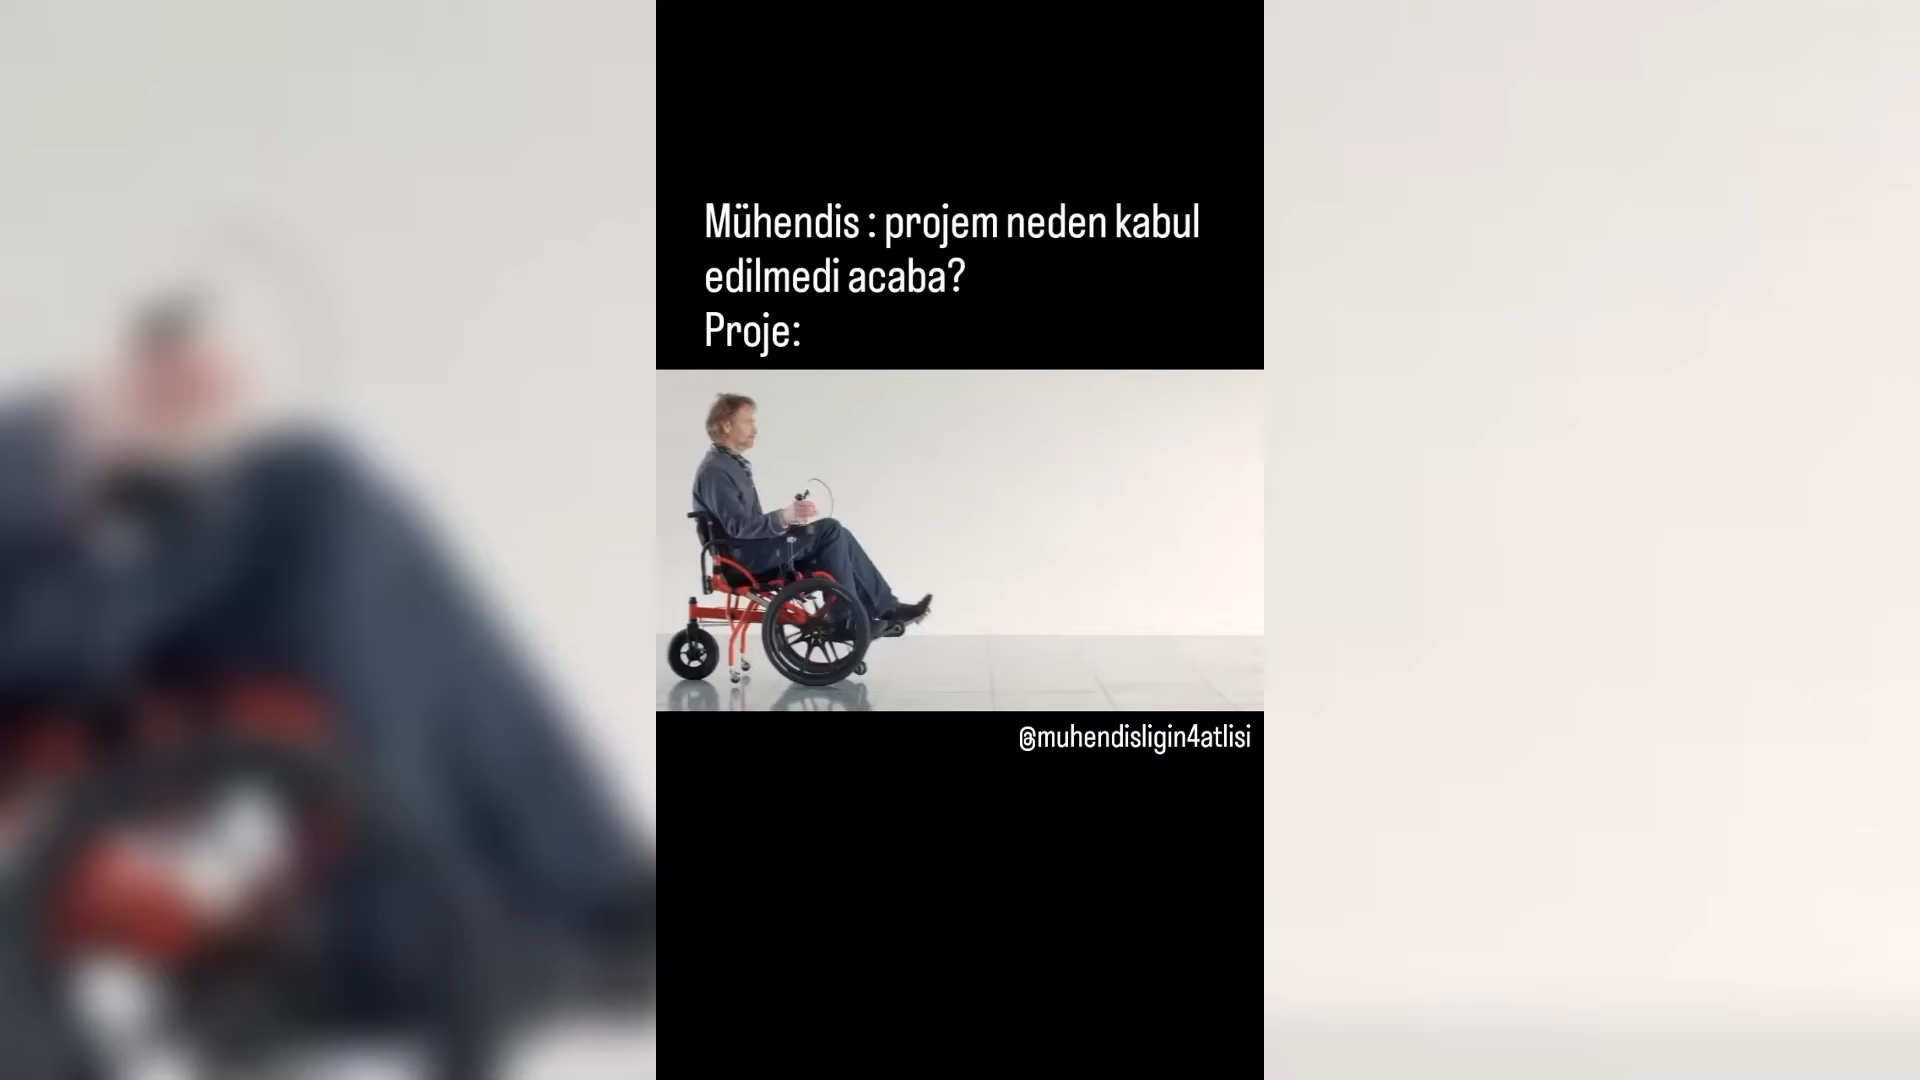 Mühendis : projem neden kabul
edilmedi acaba?
Proje:
@muhendisligin4atlisi